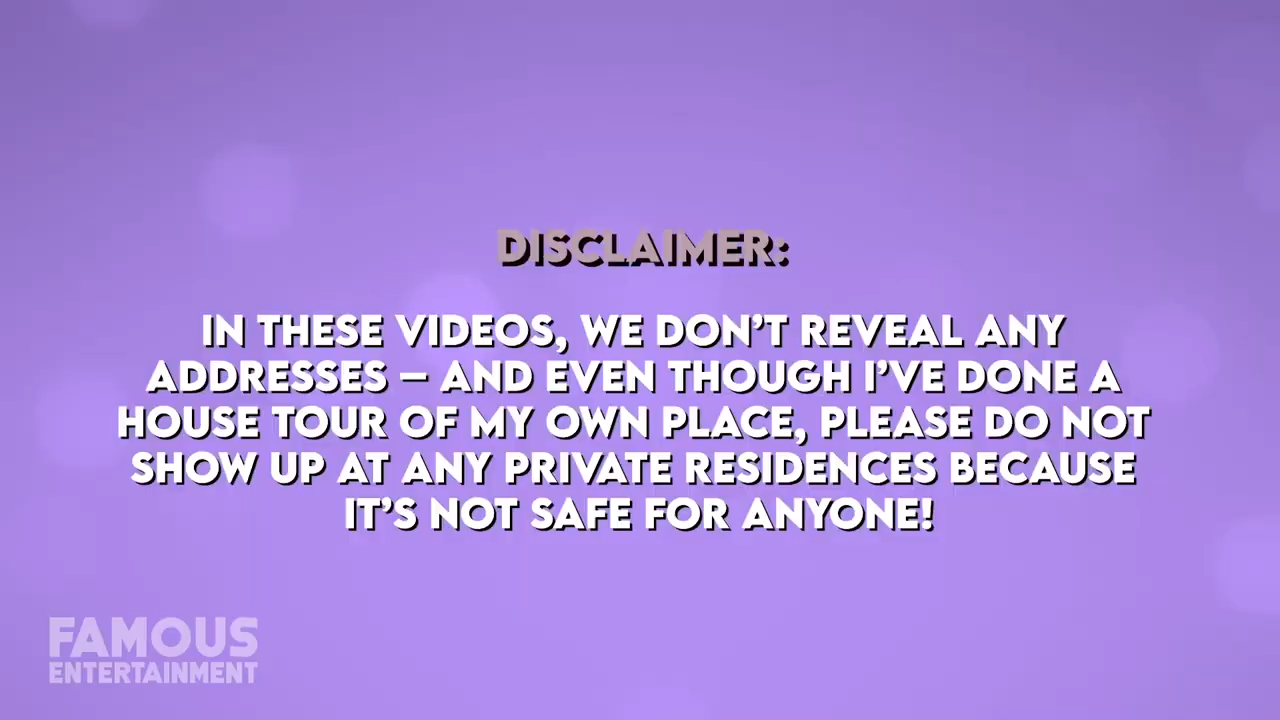 DISCLAIMER:
IN THESE VIDEOS, WE DON'T REVEAL ANY
ADDRESSES – AND EVEN THOUGH I'VE DONE A
HOUSE TOUR OF MY OWN PLACE, PLEASE DO NOT
SHOW UP AT ANY PRIVATE RESIDENCES BECAUSE
IT'S NOT SAFE FOR ANYONE!
FAMOUS
ENTERTAINMENT